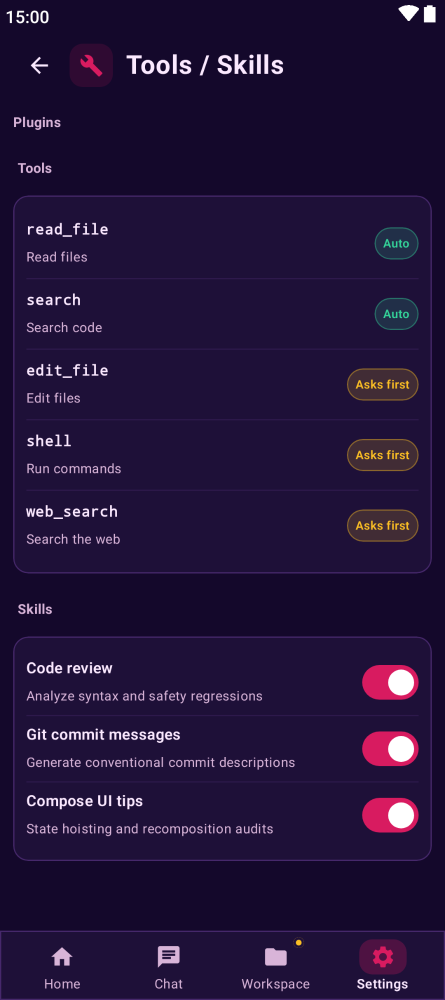 15:00
Tools / Skills
Plugins
Tools
read_file
Auto
Read files
search
Auto
Search code
edit_file
Asks first
Edit files
shell
Asks first
Run commands
web_search
Asks first
Search the web
Skills
Code review
Analyze syntax and safety regressions
Git commit messages
Generate conventional commit descriptions
Compose UI tips
State hoisting and recomposition audits
Home
Chat
Workspace
Settings